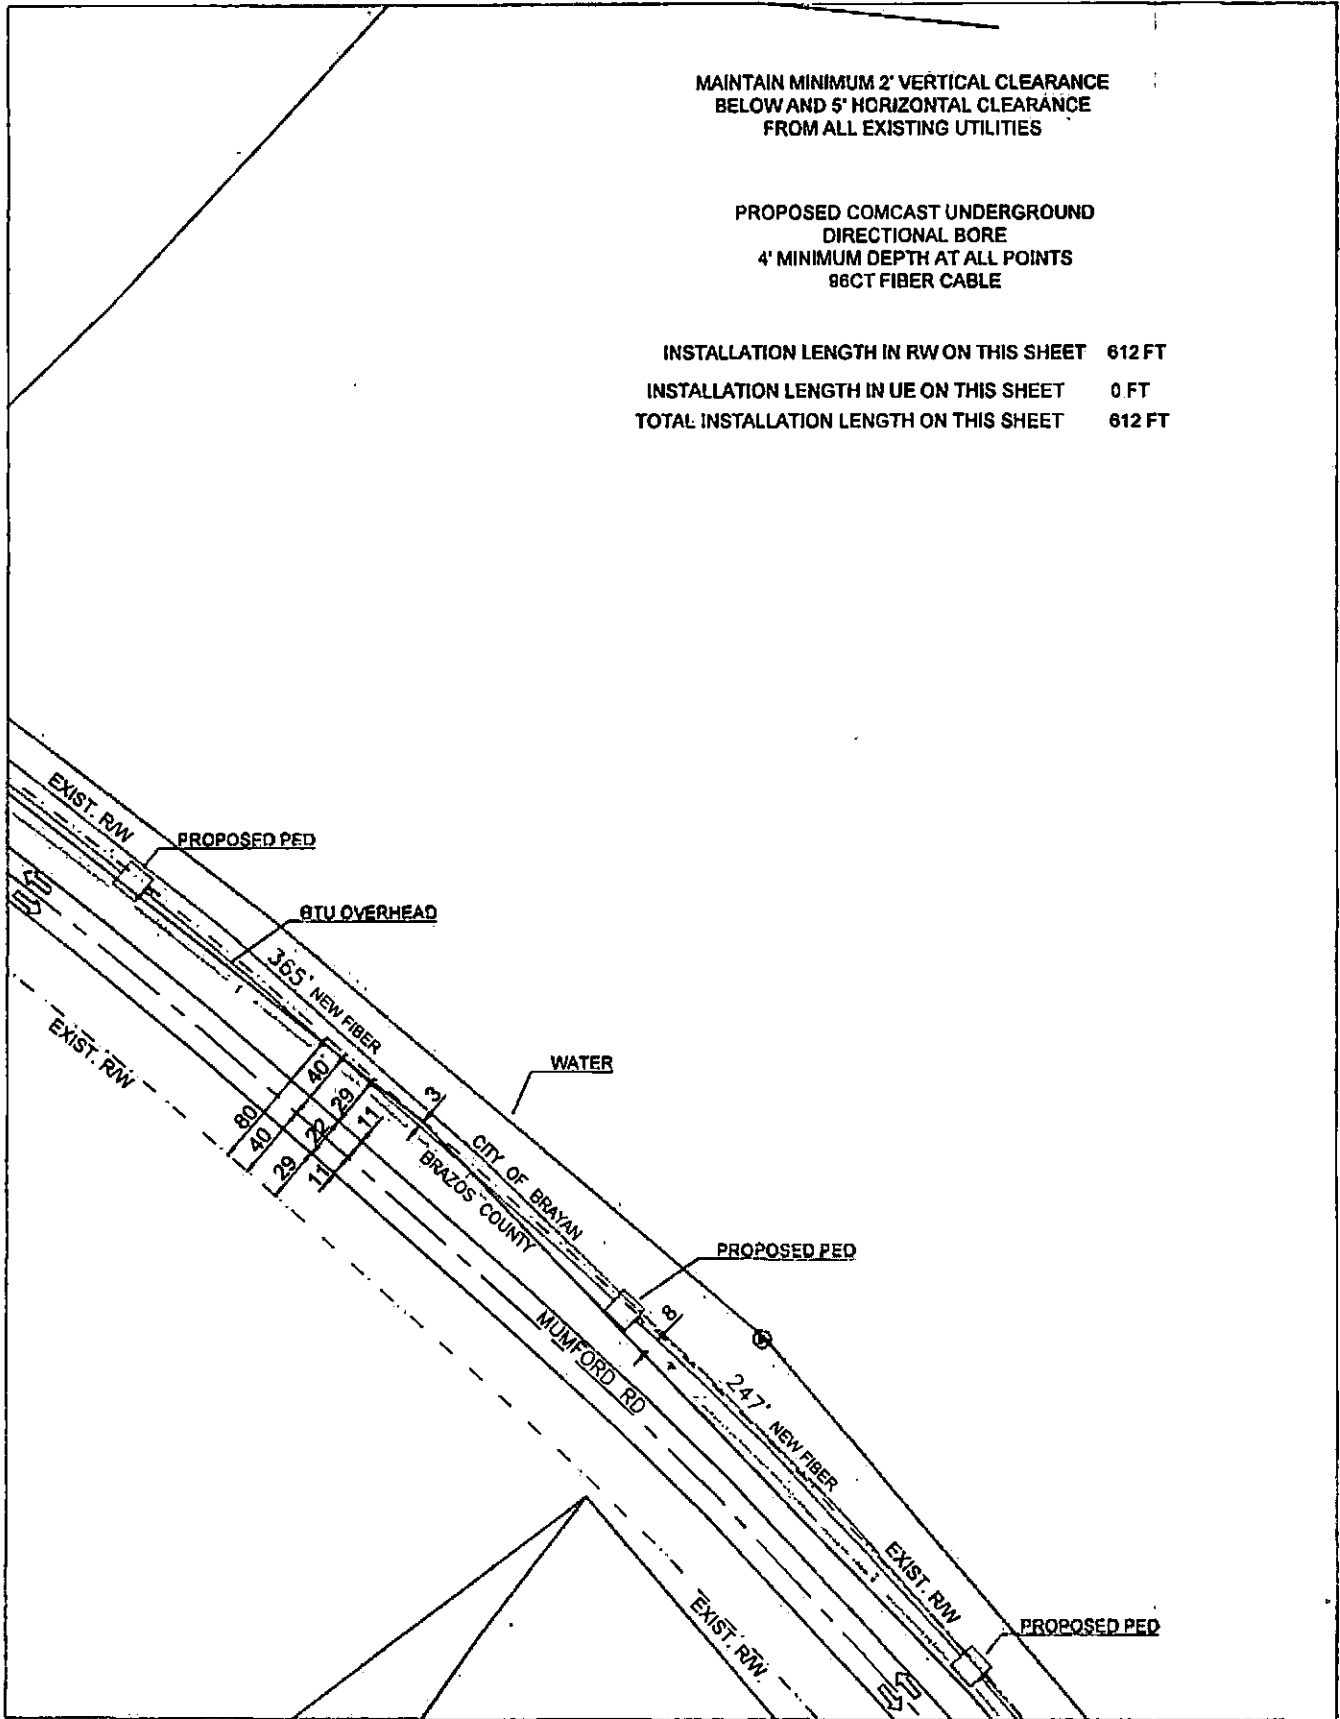 MAINTAIN MINIMUM 2' VERTICAL CLEARANCE
BELOW AND 5' HORIZONTAL CLEARANCE
FROM ALL EXISTING UTILITIES
PROPOSED COMCAST UNDERGROUND
DIRECTIONAL BORE
4' MINIMUM DEPTH AT ALL POINTS
96CT FIBER CABLE
INSTALLATION LENGTH IN RW ON THIS SHEET 612 FT
INSTALLATION LENGTH IN UE ON THIS SHEET 0 FT
TOTAL INSTALLATION LENGTH ON THIS SHEET 612 FT
EXIST. R/W
PROPOSED PED
BTU OVERHEAD
365' NEW FIBER
EXIST. R/W
WATER
80
40
40
29
22
29
11
11
3
CITY OF BRAYAN
BRAZOS COUNTY
PROPOSED PED
8
MUMFORD RD
247' NEW FIBER
EXIST. R/W
EXIST. R/W
PROPOSED PED